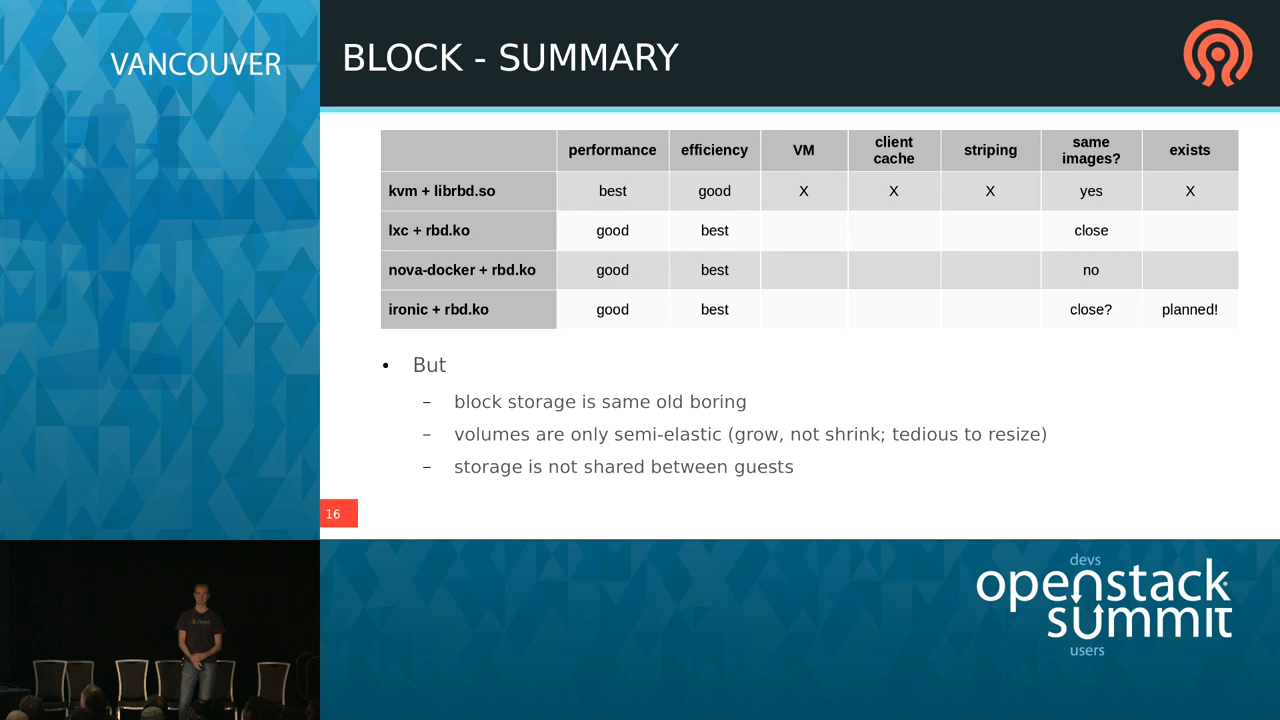 VANCOUVER
BLOCK - SUMMARY
performance efficiency VM client cache striping same images? exists
kvm + librbd.so best good X X X yes X
lxc + rbd.ko good best close
nova-docker + rbd.ko good best no
ironic + rbd.ko good best close? planned!
• But
– block storage is same old boring
– volumes are only semi-elastic (grow, not shrink; tedious to resize)
– storage is not shared between guests
16
devs
openstack
summit
users